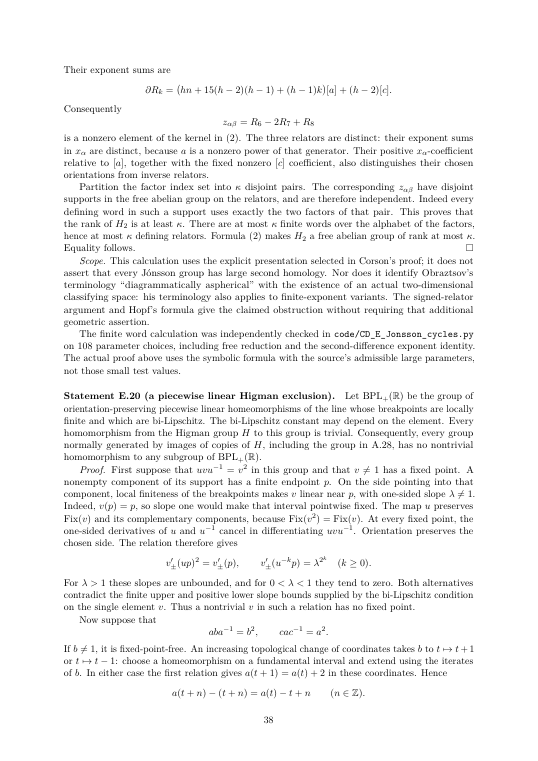 Their exponent sums are
∂R_k = (hn + 15(h − 2)(h − 1) + (h − 1)k)[a] + (h − 2)[c].
Consequently
z_{αβ} = R_6 − 2R_7 + R_8
is a nonzero element of the kernel in (2). The three relators are distinct: their exponent sums
in x_α are distinct, because a is a nonzero power of that generator. Their positive x_α-coefficient
relative to [a], together with the fixed nonzero [c] coefficient, also distinguishes their chosen
orientations from inverse relators.
Partition the factor index set into κ disjoint pairs. The corresponding z_{αβ} have disjoint
supports in the free abelian group on the relators, and are therefore independent. Indeed every
defining word in such a support uses exactly the two factors of that pair. This proves that
the rank of H_2 is at least κ. There are at most κ finite words over the alphabet of the factors,
hence at most κ defining relators. Formula (2) makes H_2 a free abelian group of rank at most κ.
Equality follows. □
Scope. This calculation uses the explicit presentation selected in Corson’s proof; it does not
assert that every Jónsson group has large second homology. Nor does it identify Obraztsov’s
terminology “diagrammatically aspherical” with the existence of an actual two-dimensional
classifying space: his terminology also applies to finite-exponent variants. The signed-relator
argument and Hopf’s formula give the claimed obstruction without requiring that additional
geometric assertion.
The finite word calculation was independently checked in code/CD_E_Jonsson_cycles.py
on 108 parameter choices, including free reduction and the second-difference exponent identity.
The actual proof above uses the symbolic formula with the source’s admissible large parameters,
not those small test values.
Statement E.20 (a piecewise linear Higman exclusion). Let BPL_+(ℝ) be the group of
orientation-preserving piecewise linear homeomorphisms of the line whose breakpoints are locally
finite and which are bi-Lipschitz. The bi-Lipschitz constant may depend on the element. Every
homomorphism from the Higman group H to this group is trivial. Consequently, every group
normally generated by images of copies of H, including the group in A.28, has no nontrivial
homomorphism to any subgroup of BPL_+(ℝ).
Proof. First suppose that uvu^{−1} = v^2 in this group and that v ≠ 1 has a fixed point. A
nonempty component of its support has a finite endpoint p. On the side pointing into that
component, local finiteness of the breakpoints makes v linear near p, with one-sided slope λ ≠ 1.
Indeed, v(p) = p, so slope one would make that interval pointwise fixed. The map u preserves
Fix(v) and its complementary components, because Fix(v^2) = Fix(v). At every fixed point, the
one-sided derivatives of u and u^{−1} cancel in differentiating uvu^{−1}. Orientation preserves the
chosen side. The relation therefore gives
v′_±(up)^2 = v′_±(p), v′_±(u^{−k}p) = λ^{2^k} (k ≥ 0).
For λ > 1 these slopes are unbounded, and for 0 < λ < 1 they tend to zero. Both alternatives
contradict the finite upper and positive lower slope bounds supplied by the bi-Lipschitz condition
on the single element v. Thus a nontrivial v in such a relation has no fixed point.
Now suppose that
aba^{−1} = b^2, cac^{−1} = a^2.
If b ≠ 1, it is fixed-point-free. An increasing topological change of coordinates takes b to t ↦ t + 1
or t ↦ t − 1: choose a homeomorphism on a fundamental interval and extend using the iterates
of b. In either case the first relation gives a(t + 1) = a(t) + 2 in these coordinates. Hence
a(t + n) − (t + n) = a(t) − t + n (n ∈ ℤ).
38